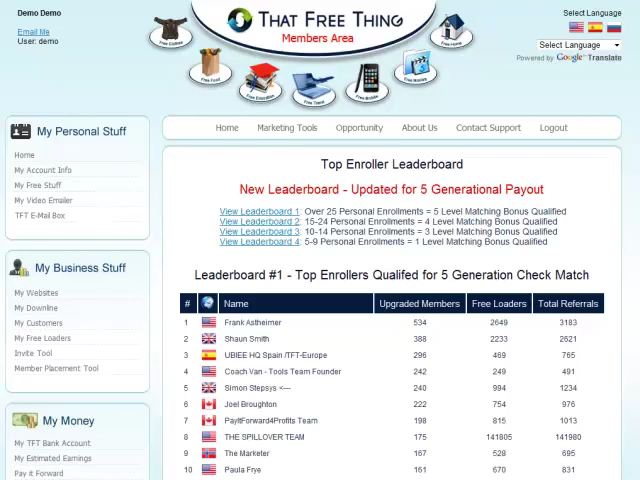 Demo Demo
Email Me
User: demo
THAT FREE THING
Members Area
Select Language
Select Language
Powered by Google Translate
Free Clothes
Free Home
Free Food
Free Education
Free Travel
Free Mobile
Free Movies
Home
Marketing Tools
Opportunity
About Us
Contact Support
Logout
My Personal Stuff
Home
My Account Info
My Free Stuff
My Video Emailer
TFT E-Mail Box
My Business Stuff
My Websites
My Downline
My Customers
My Free Loaders
Invite Tool
Member Placement Tool
My Money
My TFT Bank Account
My Estimated Earnings
Pay it Forward
Top Enroller Leaderboard
New Leaderboard - Updated for 5 Generational Payout
View Leaderboard 1: Over 25 Personal Enrollments = 5 Level Matching Bonus Qualified
View Leaderboard 2: 15-24 Personal Enrollments = 4 Level Matching Bonus Qualified
View Leaderboard 3: 10-14 Personal Enrollments = 3 Level Matching Bonus Qualified
View Leaderboard 4: 5-9 Personal Enrollments = 1 Level Matching Bonus Qualified
Leaderboard #1 - Top Enrollers Qualifed for 5 Generation Check Match
# Name Upgraded Members Free Loaders Total Referrals
1 Frank Astheimer 534 2649 3183
2 Shaun Smith 388 2233 2621
3 UBIEE HQ Spain /TFT-Europe 296 469 765
4 Coach Van - Tools Team Founder 242 249 491
5 Simon Stepsys <--- 240 994 1234
6 Joel Broughton 222 754 976
7 PayItForward4Profits Team 198 815 1013
8 THE SPILLOVER TEAM 175 141805 141980
9 The Marketer 167 528 695
10 Paula Frye 161 670 831